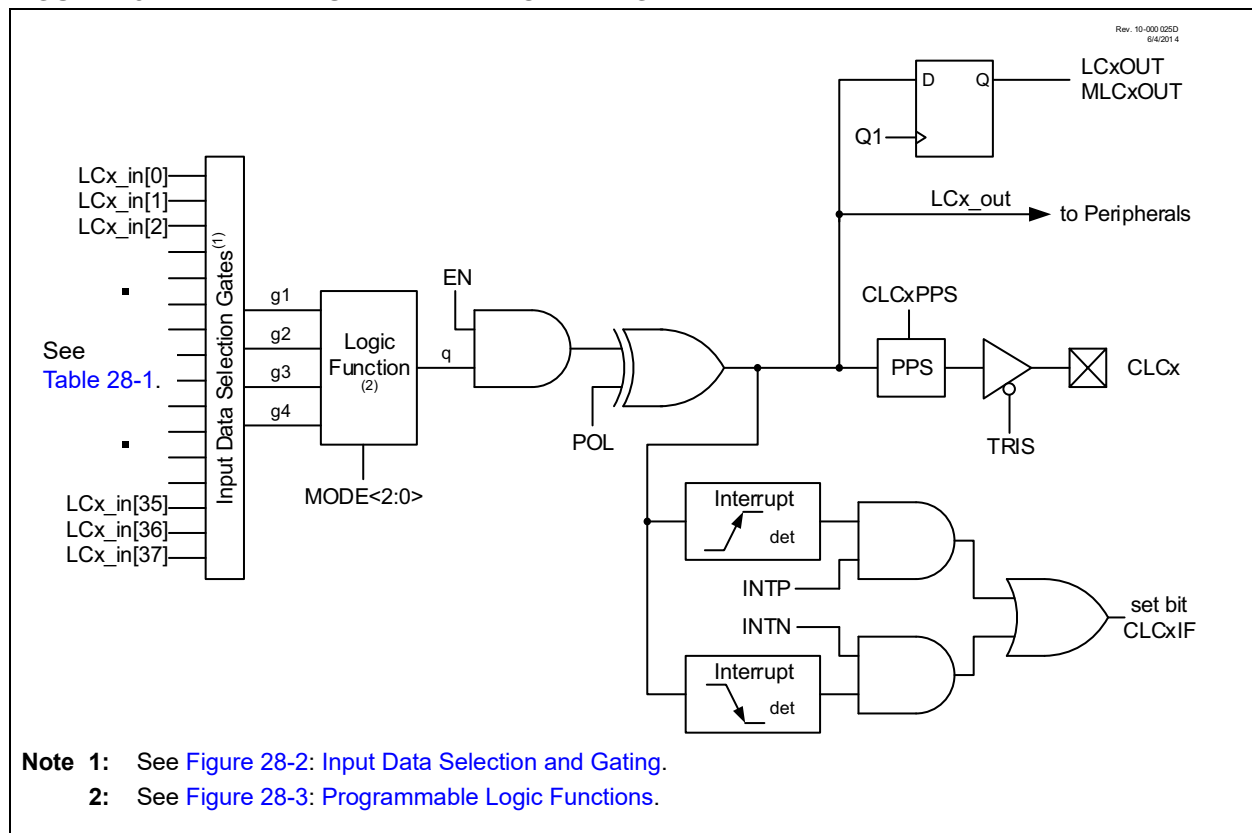 Rev. 10-000 025D
6/4/201 4
LCxOUT
MLCxOUT
D
Q
Q1
LCx_in[0]
LCx_in[1]
LCx_in[2]
See
Table 28-1.
LCx_in[35]
LCx_in[36]
LCx_in[37]
Input Data Selection Gates(1)
g1
g2
g3
g4
Logic
Function
(2)
MODE<2:0>
q
EN
POL
LCx_out
to Peripherals
CLCxPPS
PPS
TRIS
CLCx
Interrupt
det
INTP
INTN
Interrupt
det
set bit
CLCxIF
Note 1: See Figure 28-2: Input Data Selection and Gating.
2: See Figure 28-3: Programmable Logic Functions.